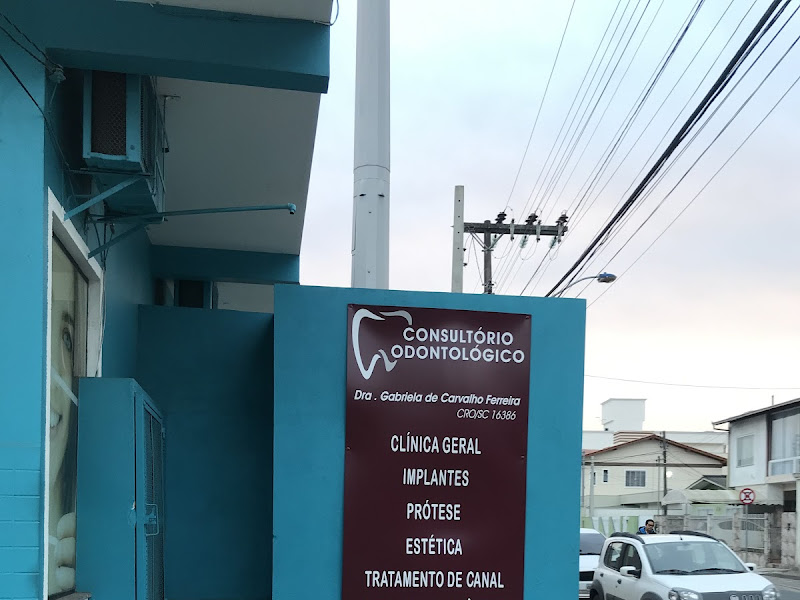 CONSULTÓRIO
ODONTOLÓGICO
Dra . Gabriela de Carvalho Ferreira
CRO/SC 16386
CLÍNICA GERAL
IMPLANTES
PRÓTESE
ESTÉTICA
TRATAMENTO DE CANAL